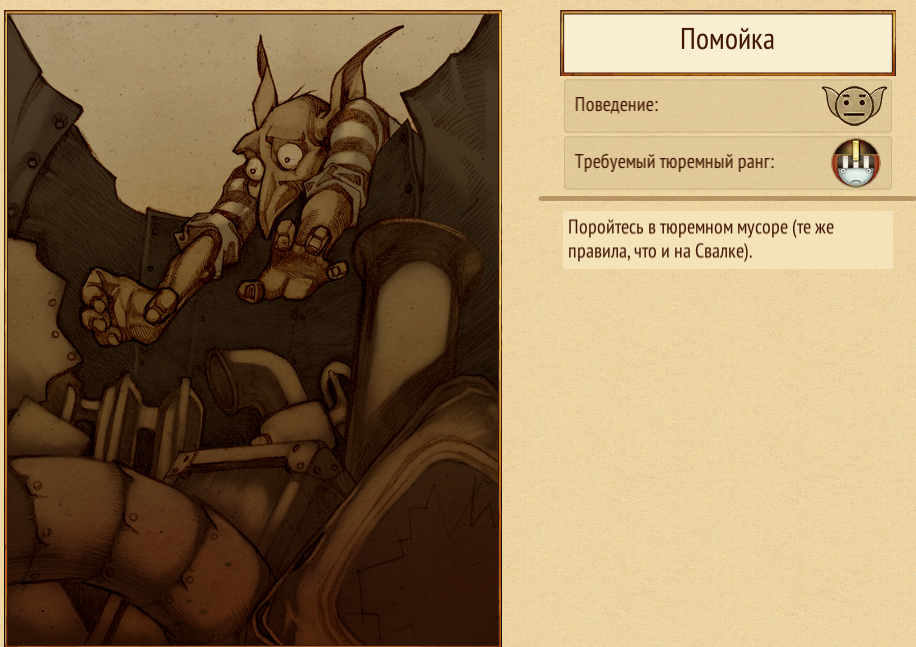 Помойка
Поведение:
Требуемый тюремный ранг:
Поройтесь в тюремном мусоре (те же
правила, что и на Свалке).